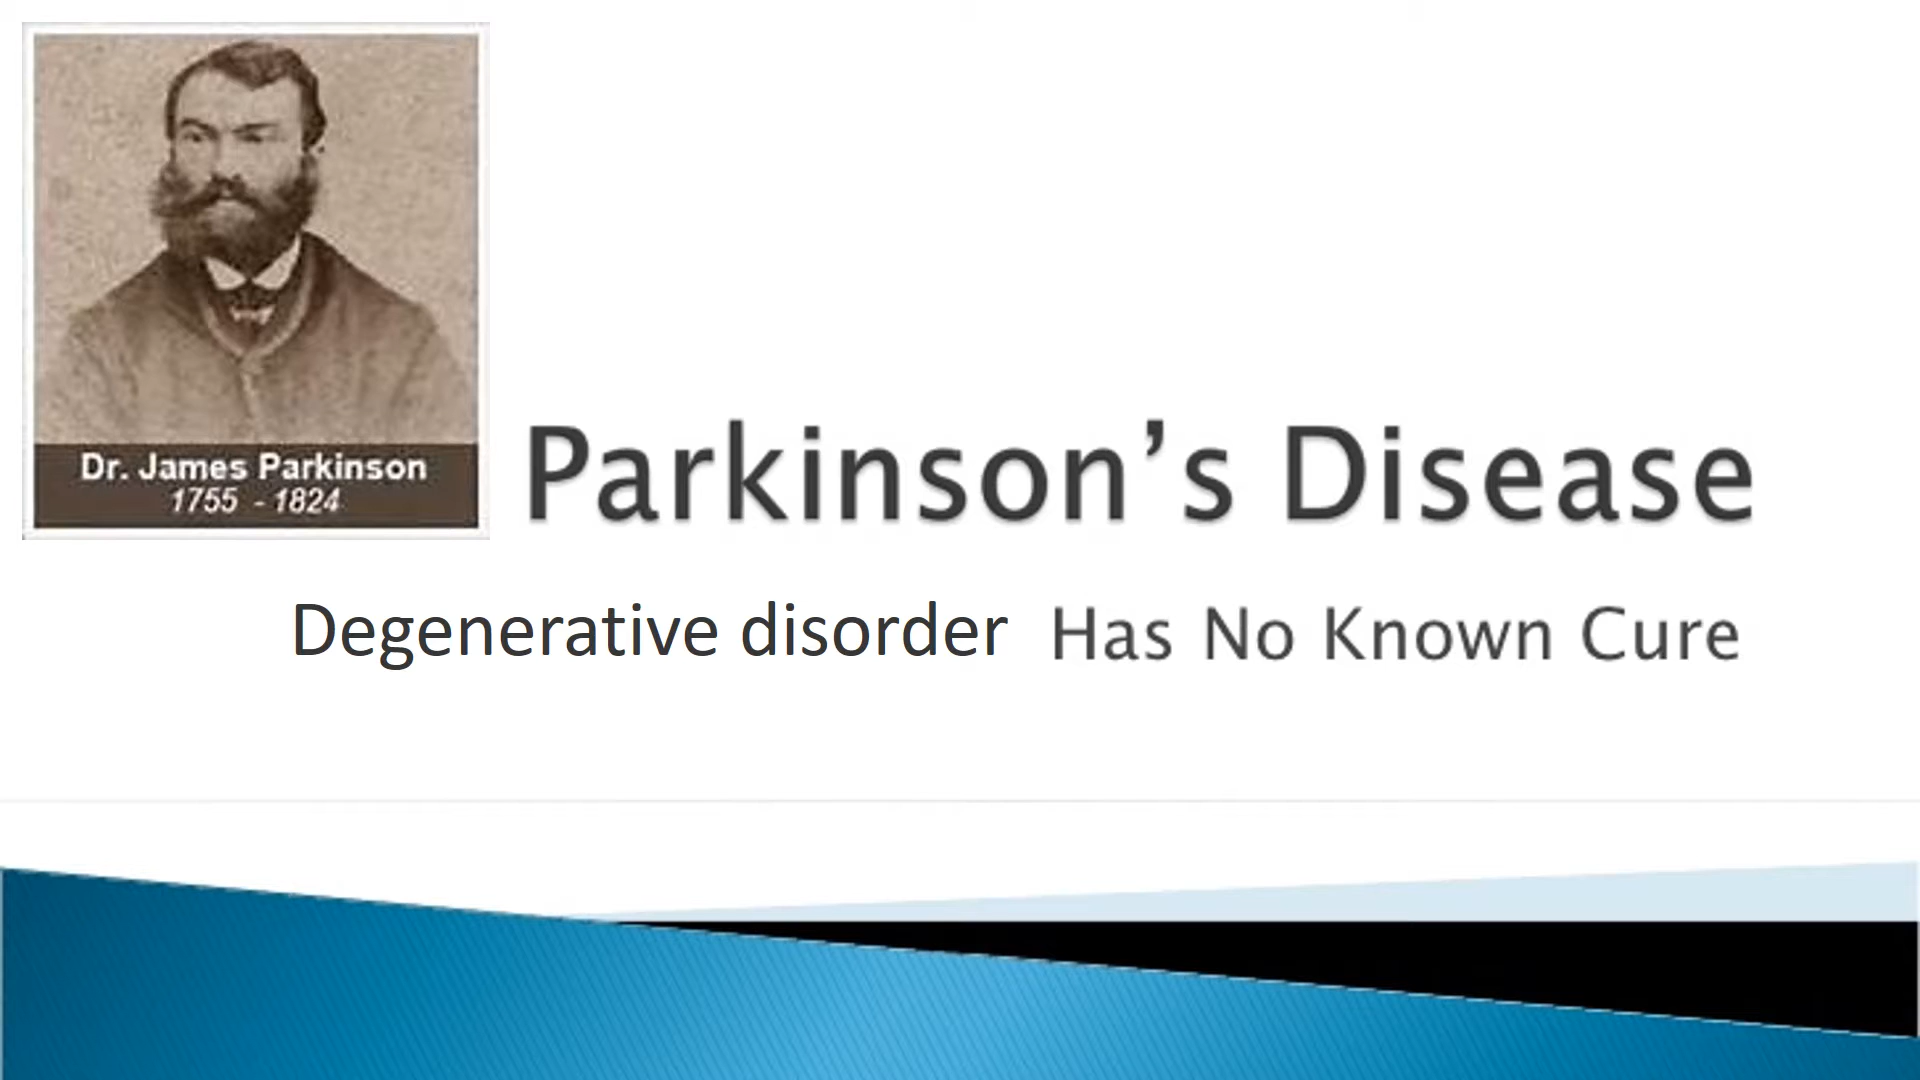 Dr. James Parkinson
1755 - 1824
Parkinson’s Disease
Degenerative disorder Has No Known Cure